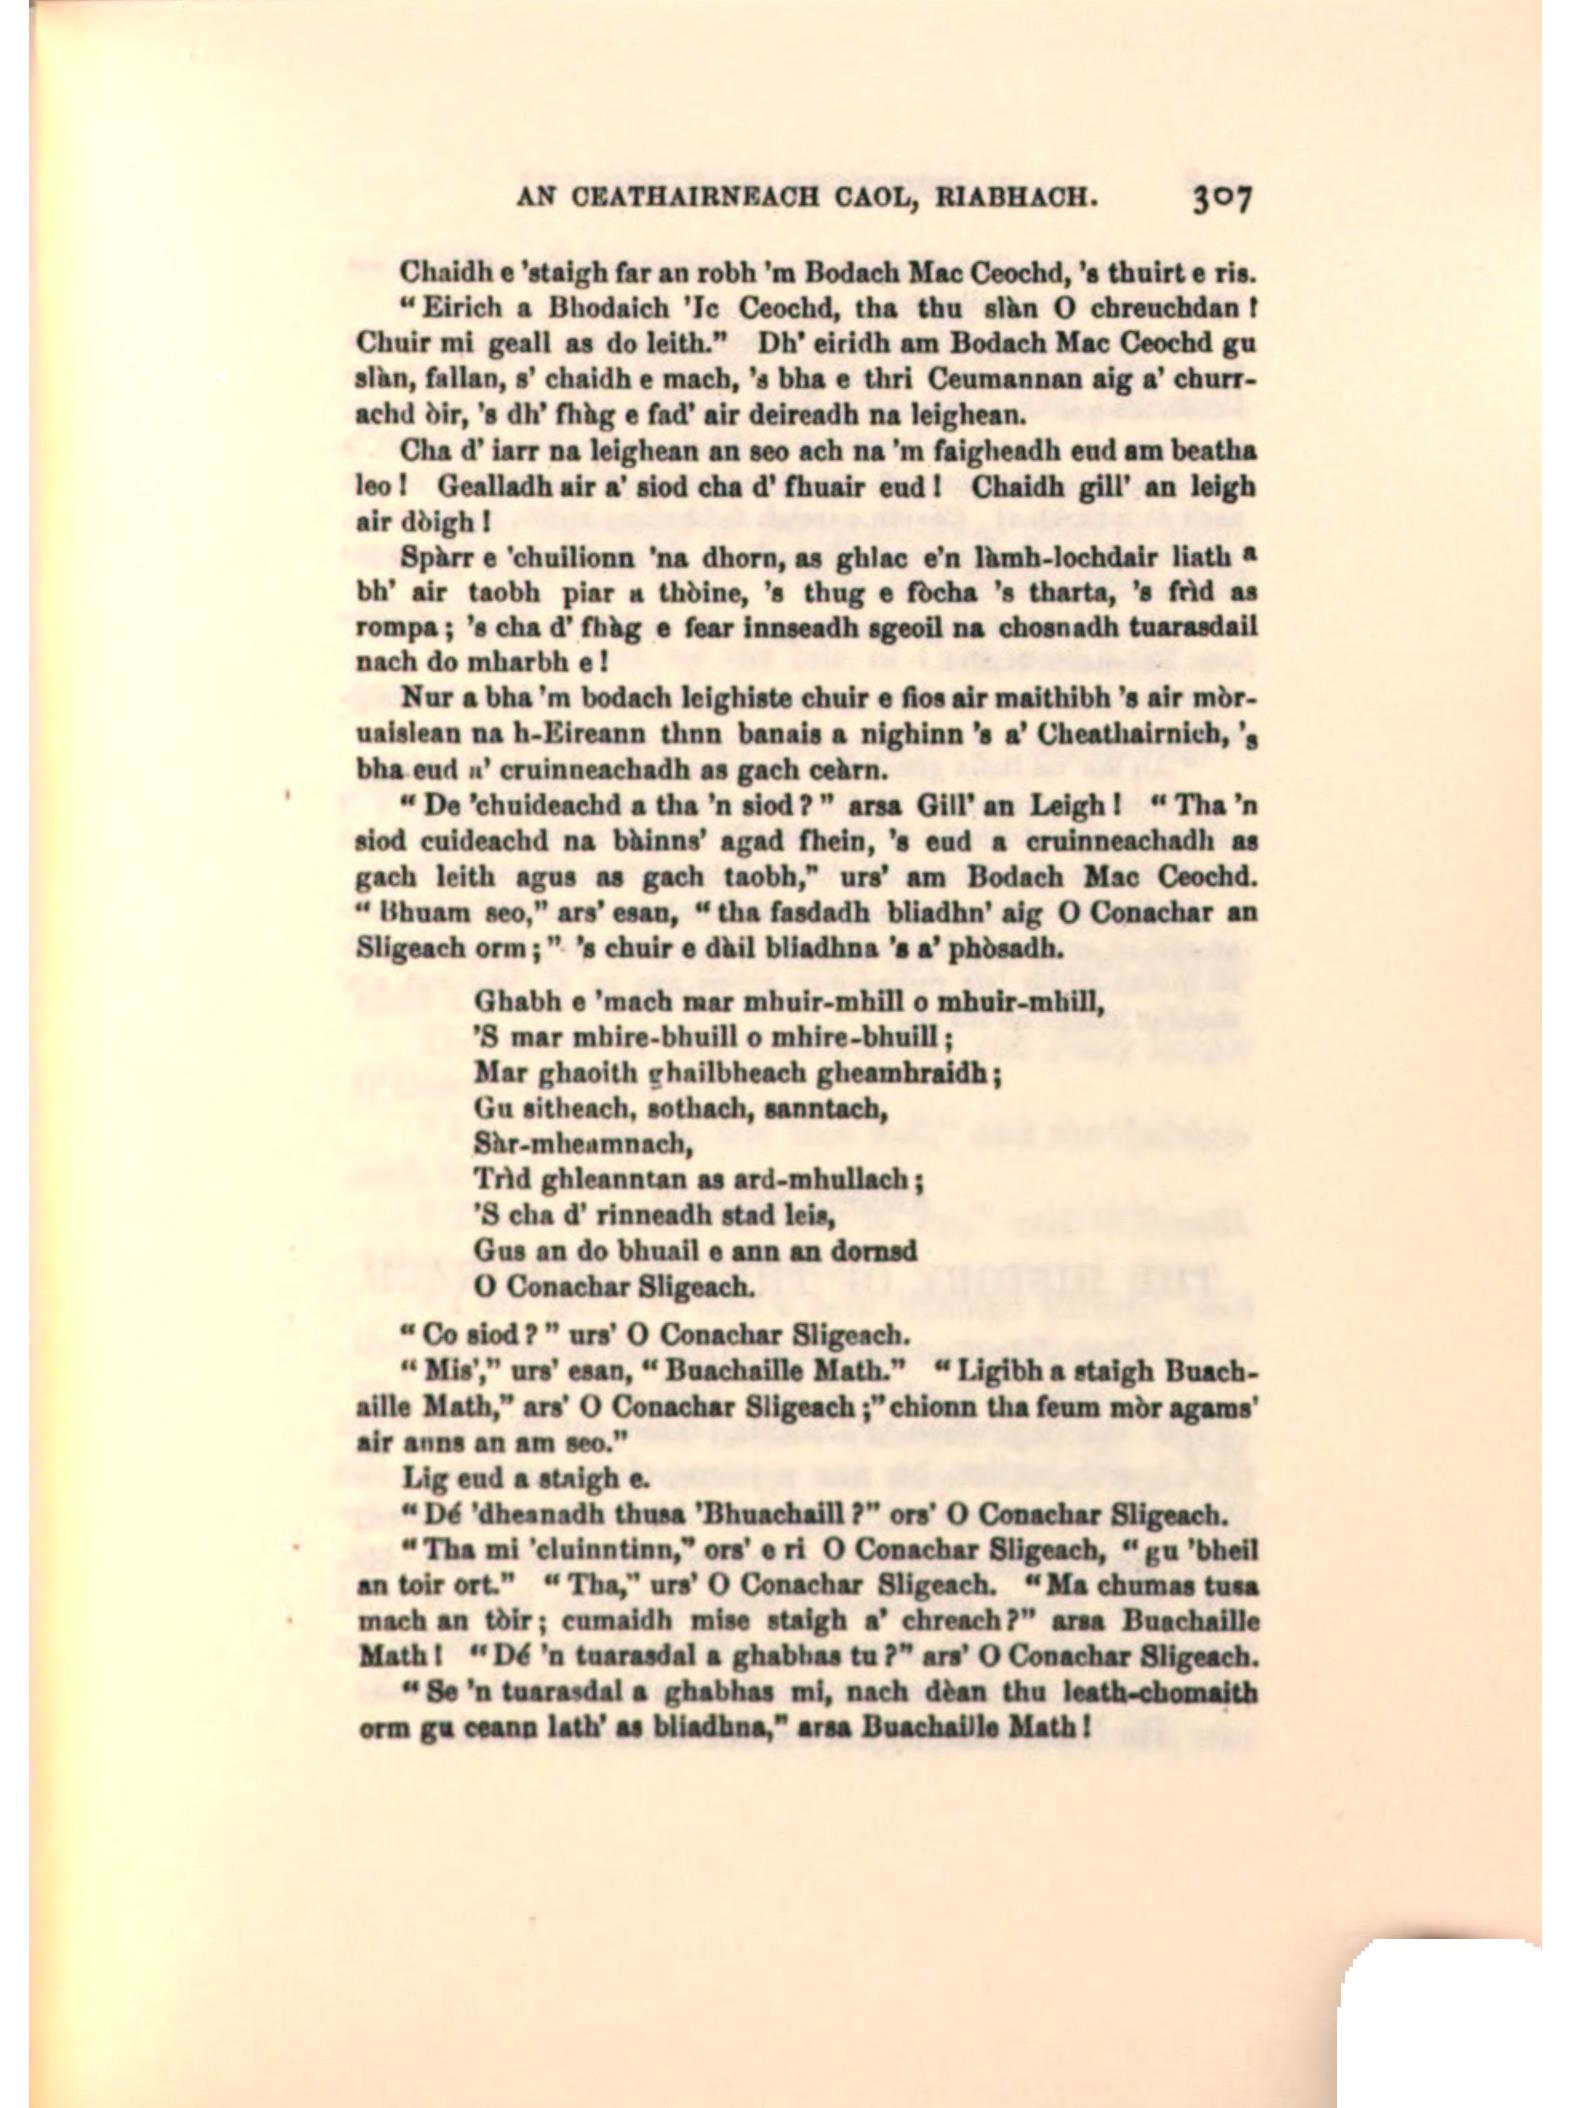 AN CEATHAIRNEACH CAOL, RIABHACH. 307
Chaidh e 'staigh far an robh 'm Bodach Mac Ceochd, 's thuirt e ris.
“Eirich a Bhodaich 'Ic Ceochd, tha thu slàn O chreuchdan!
Chuir mi geall as do leith.” Dh' eiridh am Bodach Mac Ceochd gu
slàn, fallan, s' chaidh e mach, 's bha e thri Ceumannan aig a' churr-
achd òir, 's dh' fhàg e fad' air deireadh na leighean.
Cha d' iarr na leighean an seo ach na 'm faigheadh eud am beatha
leo! Gealladh air a' siod cha d' fhuair eud! Chaidh gill' an leigh
air dòigh!
Spàrr e 'chuilionn 'na dhorn, as ghlac e'n làmh-lochdair liath a
bh' air taobh piar a thòine, 's thug e fòcha 's tharta, 's frìd as
rompa; 's cha d' fhàg e fear innseadh sgeoil na chosnadh tuarasdail
nach do mharbh e!
Nur a bha 'm bodach leighiste chuir e fios air maithibh 's air mòr-
uaislean na h-Eireann thnn banais a nighinn 's a' Cheathairnich, 's
bha eud a' cruinneachadh as gach ceàrn.
“De 'chuideachd a tha 'n siod?” arsa Gill' an Leigh! “Tha 'n
siod cuideachd na bàinns' agad fhein, 's eud a cruinneachadh as
gach leith agus as gach taobh,” urs' am Bodach Mac Ceochd.
“Bhuam seo,” ars' esan, “tha fasdadh bliadhn' aig O Conachar an
Sligeach orm;” 's chuir e dàil bliadhna 's a' phòsadh.
Ghabh e 'mach mar mhuir-mhill o mhuir-mhill,
'S mar mhire-bhuill o mhire-bhuill;
Mar ghaoith ghailbheach gheamhraidh;
Gu sitheach, sothach, sanntach,
Sàr-mheamnach,
Trìd ghleanntan as ard-mhullach;
'S cha d' rinneadh stad leis,
Gus an do bhuail e ann an dornsd
O Conachar Sligeach.
“Co siod?” urs' O Conachar Sligeach.
“Mis',” urs' esan, “Buachaille Math.” “Ligibh a staigh Buach-
aille Math,” ars' O Conachar Sligeach;” chionn tha feum mòr agams'
air anns an am seo.”
Lig eud a staigh e.
“Dé 'dheanadh thusa 'Bhuachaill?” ors' O Conachar Sligeach.
“Tha mi 'cluinntinn,” ors' e ri O Conachar Sligeach, “gu 'bheil
an toir ort.” “Tha,” urs' O Conachar Sligeach. “Ma chumas tusa
mach an tòir; cumaidh mise staigh a' chreach?” arsa Buachaille
Math! “Dé 'n tuarasdal a ghabhas tu?” ars' O Conachar Sligeach.
“Se 'n tuarasdal a ghabhas mi, nach dèan thu leath-chomaith
orm gu ceann lath' as bliadhna,” arsa Buachaille Math!